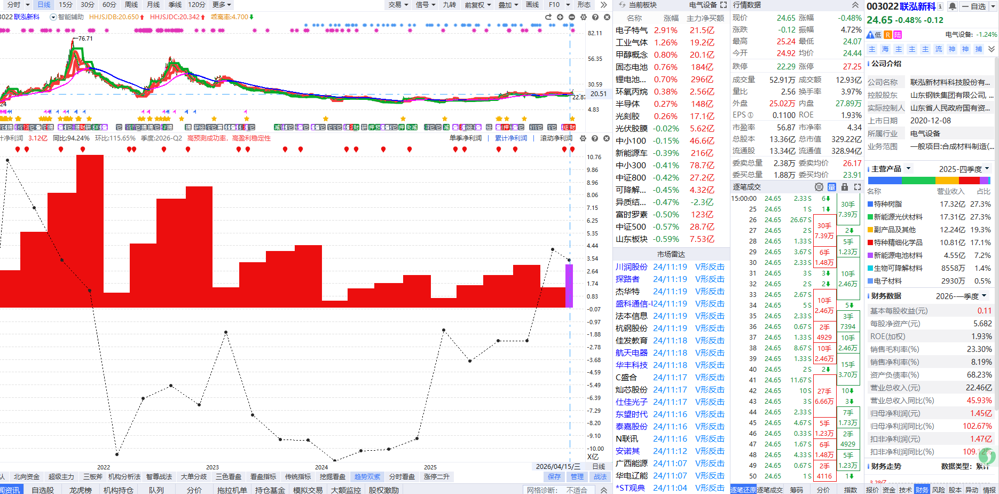 分时 日线 15分 30分 60分 周线 月线 季线 120分 更多 交易 信号 九转 前复权 叠加 画线 F10 形态
3022 联泓新科 智能辅助 HHJSJDB:20.650 HHJSJDC:20.342 乖离率:4.700
76.71
82.11
56.35
30.59
20.51
22.87
4.83
24
计净利润 3.12亿 同比:94.24% 环比:115.65% 季度:2026-Q2 高预测成功率，高盈利稳定性 单季净利润 累计净利润 滚动净利润
10.76
9.86
8.96
8.06
7.15
6.25
5.35
4.44
3.54
2.64
1.74
0.83
-0.07
-0.97
-1.88
-2.78
-3.68
-4.59
-5.49
-6.39
-7.29
-8.20
-9.10
-10.00
X亿
2022 2023 2024 2025 2026/04/15/三 日线
北向资金 超级主力 三板斧 机构分析法 智尊战法 大单分歧 三色看盘 看盘指标 传统指标 挖掘看盘 趋势双紫 分时看盘 涨停二升 保存 管理 战法
闻资讯 自选股 龙虎榜 机构持仓 队列 分价 拖拉机单 持仓基金 模拟交易 大额监控 股权激励 网格诊断: 不适合
当前板块 电气设备
名称 涨幅 主力净买额
电子特气 2.91% 21.5亿
工业气体 1.26% 19.2亿
甲醇概念 0.80% 20.1亿
固态电池 0.76% 184亿
锂电池... 0.70% 296亿
环氧丙烷 0.38% 2.56亿
半导体 0.27% 148亿
光刻胶 0.26% 17.1亿
光伏胶膜 -0.02% 5.62亿
中小100 -0.15% 46.6亿
新能源车 -0.39% 216亿
中小300 -0.41% 78.7亿
中证800 -0.42% 27.2亿
可降解... -0.45% 4.32亿
异质结... -0.47% -2.3亿
富时罗素 -0.50% 123亿
中证500 -0.57% 28.7亿
山东板块 -0.59% 7.53亿
市场雷达
川润股份 24/11:19 V形反击
探路者 24/11:19 V形反击
杰华特 24/11:19 V形反击
盛科通信-U 24/11:19 V形反击
法本信息 24/11:19 V形反击
杭钢股份 24/11:19 V形反击
佳发教育 24/11:18 V形反击
航天电器 24/11:18 V形反击
华丰科技 24/11:18 V形反击
C盛合 24/11:17 V形反击
灿芯股份 24/11:17 V形反击
仕佳光子 24/11:17 V形反击
东望时代 24/11:16 V形反击
泰嘉股份 24/11:16 V形反击
N联讯 24/11:16 V形反击
安诺其 24/11:12 V形反击
广西能源 24/11:07 V形反击
华电辽能 24/11:07 V形反击
*ST观典 24/11:04 V形反击
行情数据
现价 24.65 涨幅 -0.48%
涨跌 -0.12 振幅 4.72%
最高 25.24 最低 24.07
今开 24.92 均价 24.44
跌停 22.29 涨停 27.25
成交量 52.91万 成交额 12.93亿
量比 2.56 换手率 3.97%
外盘 25.02万 内盘 27.89万
EPS① 0.1100 ROE 1.93%
市盈率 56.87 市净率 4.34
总股本 13.36亿 总市值 329.22亿
流通股 13.34亿 流通值 328.94亿
委卖总量 2.38万 委卖均价 26.17
委买总量 1.88万 委买均价 23.91
逐笔成交 单 量
15:00:00 24.65 2.33 S 6
25 24.65 1 S 1
26 24.65 26.67 S
27 24.65 2 S
28 24.65 1.33 S
29 24.65 3.67 S
30 24.65 2.33 S
31 24.65 3 S 3
32 24.65 2 S 2
33 24.65 2.67 S
34 24.65 5 S
35 24.65 2.33 S
36 24.65 0.67 S
37 24.65 1.33 S
38 24.65 8.67 S
39 24.65 1.33 S
40 24.65 2 S 2
41 24.65 11.67 S
42 24.65 10 S
43 24.65 3 S
44 24.65 2.33 S
45 24.65 4.67 S
46 24.65 0.33 S
47 24.65 1.67 S
48 24.65 4.33 S
49 24.65 0.67 S
50 24.65 1 S
30手
7.39万
6手
1.48万
10手
2.46万
2手
4929
10手
2.46万
27手
6.66万
5手
1.23万
6手
1.48万
2手
4116
30手
7.39万
2
5手
1.23万
10手
2.46万
5
3手
7394
10手
2.46万
15手
3.70万
10
3
7手
1.73万
2手
4929
5手
1.23万
1
逐笔还原 逐笔成交 筹码 分价 指数
003022 联泓新科 自选
24.65 -0.48% -0.12
低 R 陆 电气设备: -1.24%
主 海 主 主 主 流 神 神 捕
公司介绍
公司名称 联泓新材料科技股份有...
控股股东 山东钢铁集团有限公司, ...
实际控制人 山东省人民政府国有资...
上市日期 2020-12-08
所属行业 电气设备
业务范围 一般项目:合成材料制造(...
主营产品 2025-四季度
名称 营业收入 占比
特种树脂 17.32亿 27.3%
新能源光伏材料 17.31亿 27.3%
副产品及其他 12.24亿 19.3%
特种精细化学品 10.81亿 17.1%
新能源电池材料 4.55亿 7.2%
生物可降解材料 8558万 1.4%
电子材料 2930万 0.5%
财务数据 2026-一季度
基本每股收益(元) 0.11
每股净资产(元) 5.682
ROE(加权) 1.93%
销售毛利率(%) 23.30%
销售净利率(%) 8.19%
资产负债率(%) 68.23%
营业总收入(元) 22.46亿
营业总收入同比(%) 45.93%
归母净利润(元) 1.45亿
归母净利润同比(%) 102.67%
扣非净利润(元) 1.47亿
扣非净利润同比(%) 109.12%
财务走势 数据类型: 累计
3.28亿
报价 资金 技术 财务 风险 股本 异动 情报